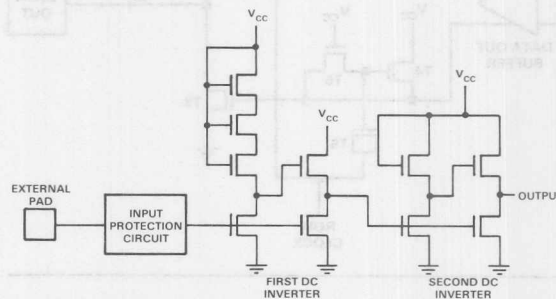 VCC
VCC
VCC
EXTERNAL
PAD
INPUT
PROTECTION
CIRCUIT
OUTPUT
FIRST DC
INVERTER
SECOND DC
INVERTER